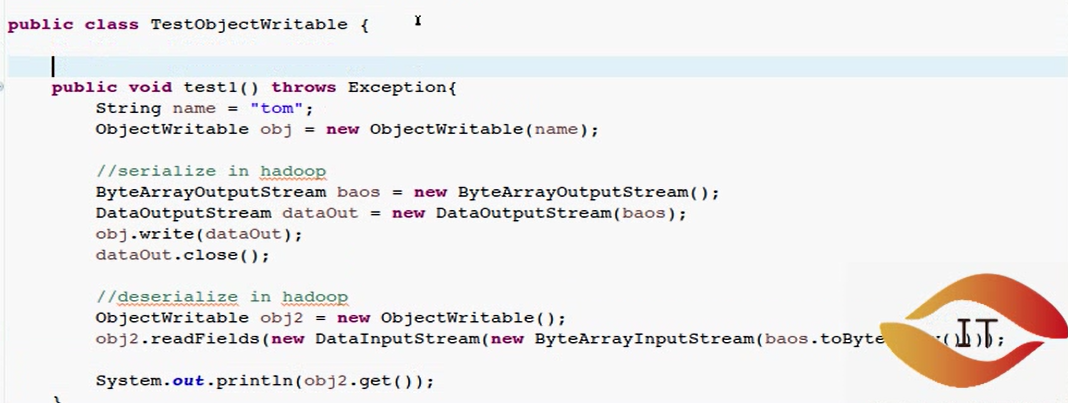 public class TestObjectWritable {
public void test1() throws Exception{
String name = "tom";
ObjectWritable obj = new ObjectWritable(name);
//serialize in hadoop
ByteArrayOutputStream baos = new ByteArrayOutputStream();
DataOutputStream dataOut = new DataOutputStream(baos);
obj.write(dataOut);
dataOut.close();
//deserialize in hadoop
ObjectWritable obj2 = new ObjectWritable();
obj2.readFields(new DataInputStream(new ByteArrayInputStream(baos.toByte ())));
System.out.println(obj2.get());
}
IT